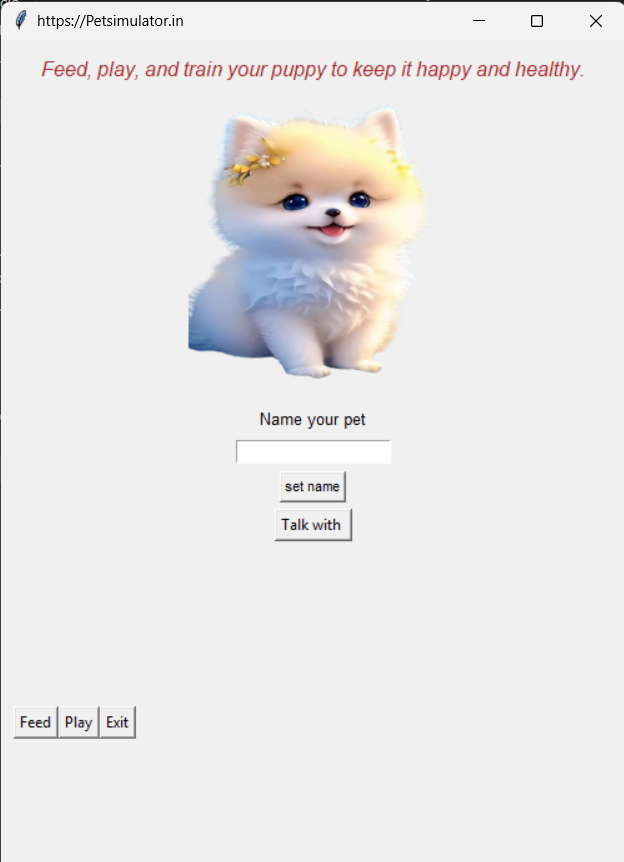 https://Petsimulator.in
Feed, play, and train your puppy to keep it happy and healthy.
Name your pet
set name
Talk with
Feed Play Exit